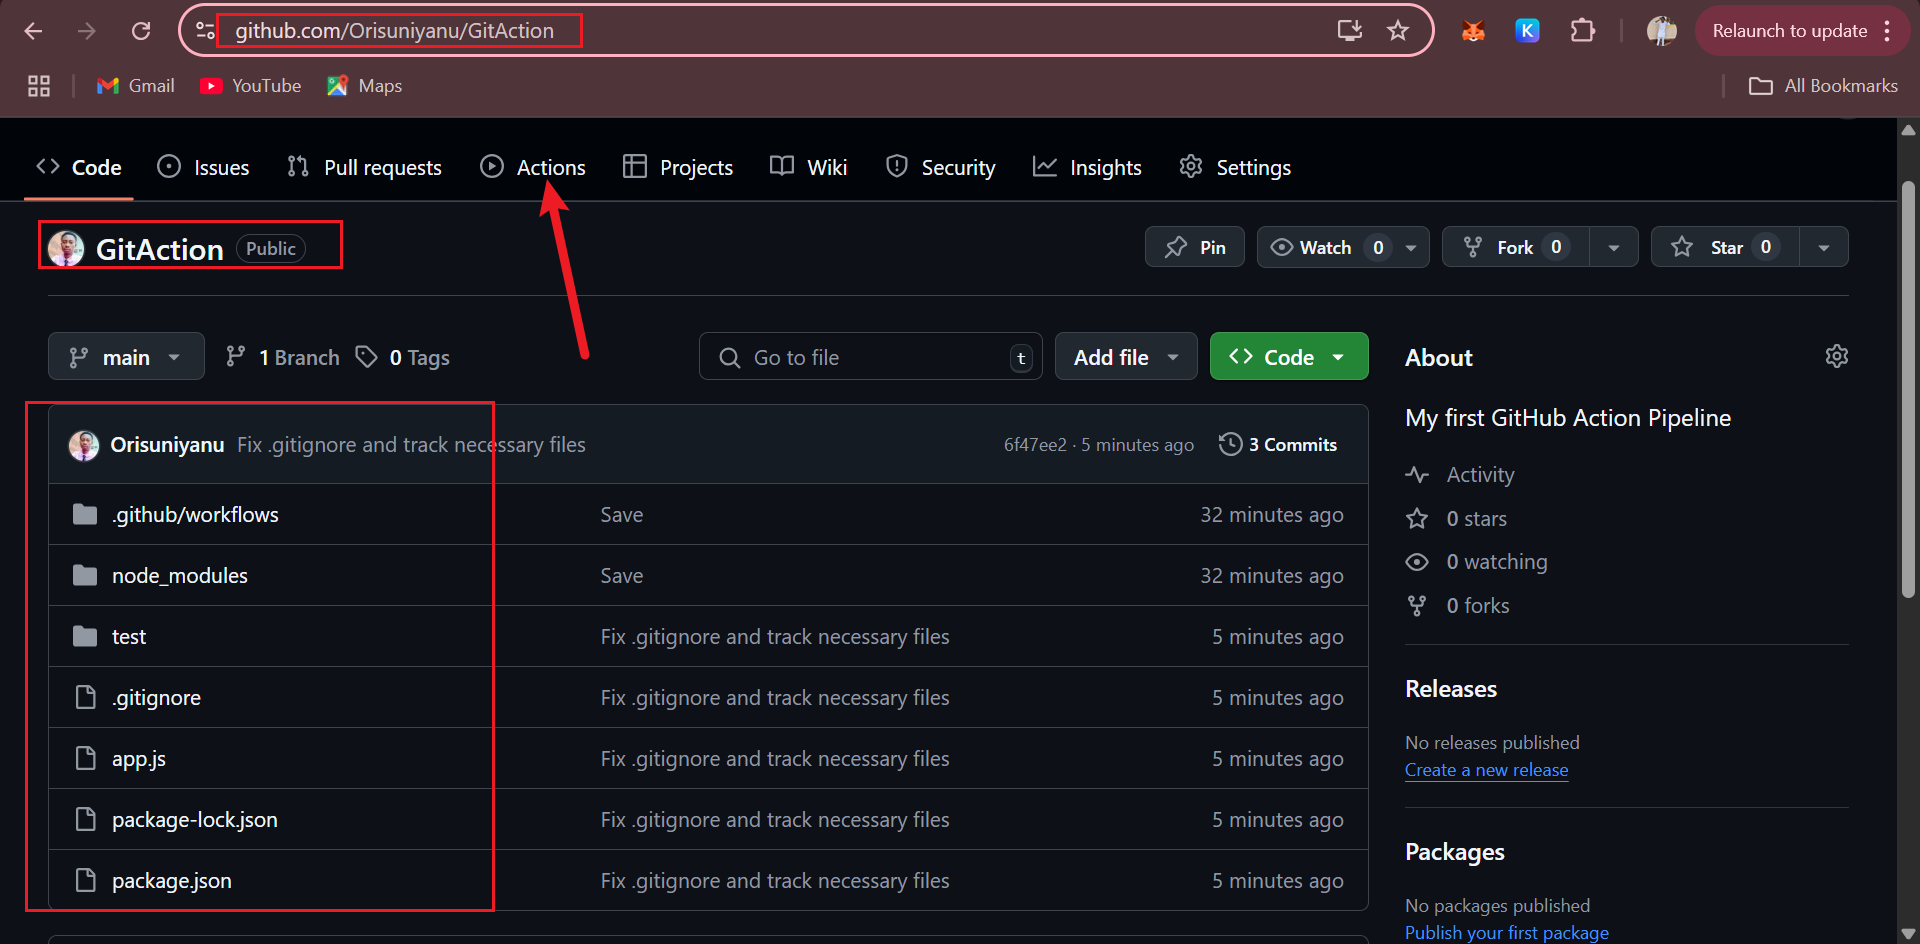 github.com/Orisuniyanu/GitAction
K
Relaunch to update
Gmail YouTube Maps All Bookmarks
Code Issues Pull requests Actions Projects Wiki Security Insights Settings
GitAction Public Pin Watch 0 Fork 0 Star 0
main 1 Branch 0 Tags Go to file t Add file Code About
My first GitHub Action Pipeline
Orisuniyanu Fix .gitignore and track necessary files 6f47ee2 · 5 minutes ago 3 Commits
Activity
.github/workflows Save 32 minutes ago
0 stars
0 watching
node_modules Save 32 minutes ago
0 forks
test Fix .gitignore and track necessary files 5 minutes ago
.gitignore Fix .gitignore and track necessary files 5 minutes ago
Releases
No releases published
app.js Fix .gitignore and track necessary files 5 minutes ago
Create a new release
package-lock.json Fix .gitignore and track necessary files 5 minutes ago
Packages
package.json Fix .gitignore and track necessary files 5 minutes ago
No packages published
Publish your first package